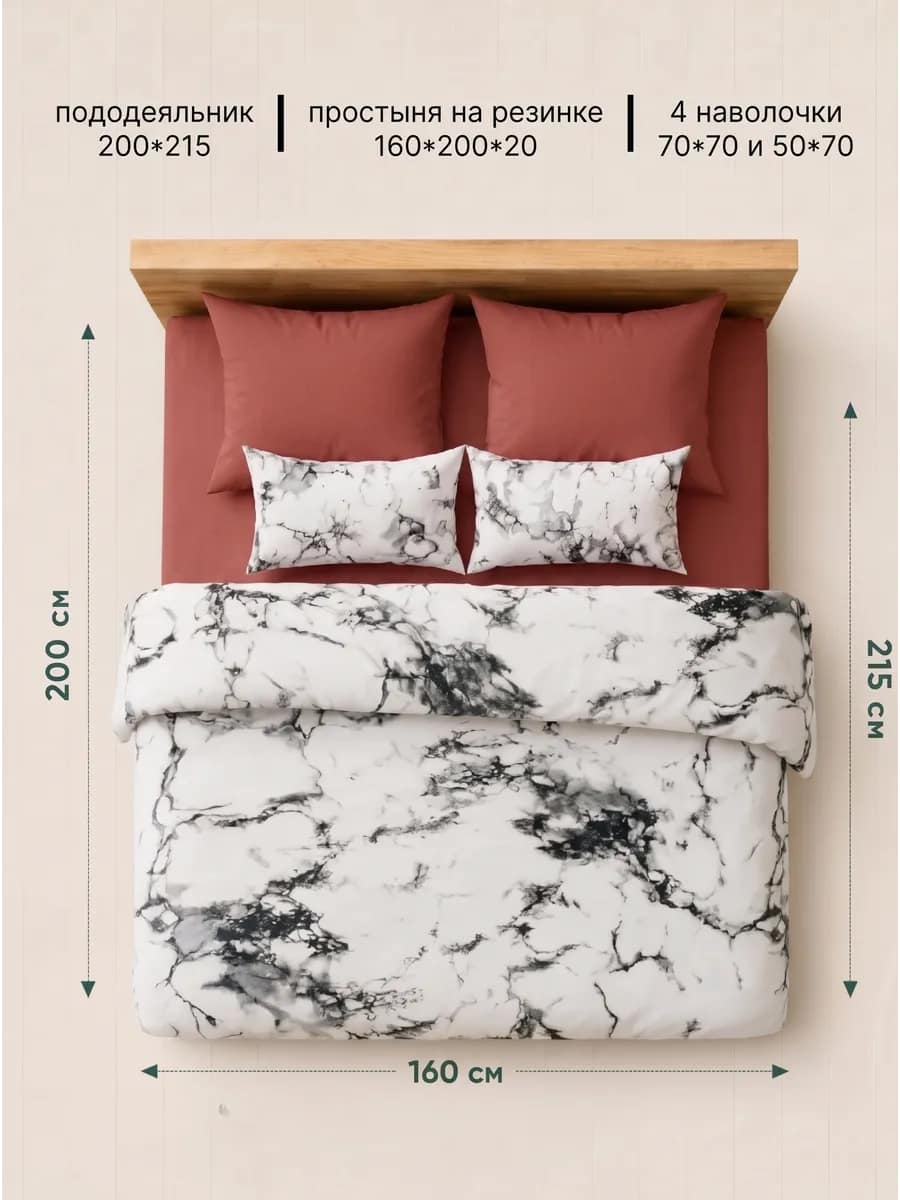 пододеяльник
200*215
простыня на резинке
160*200*20
4 наволочки
70*70 и 50*70
200 см
215 см
160 см